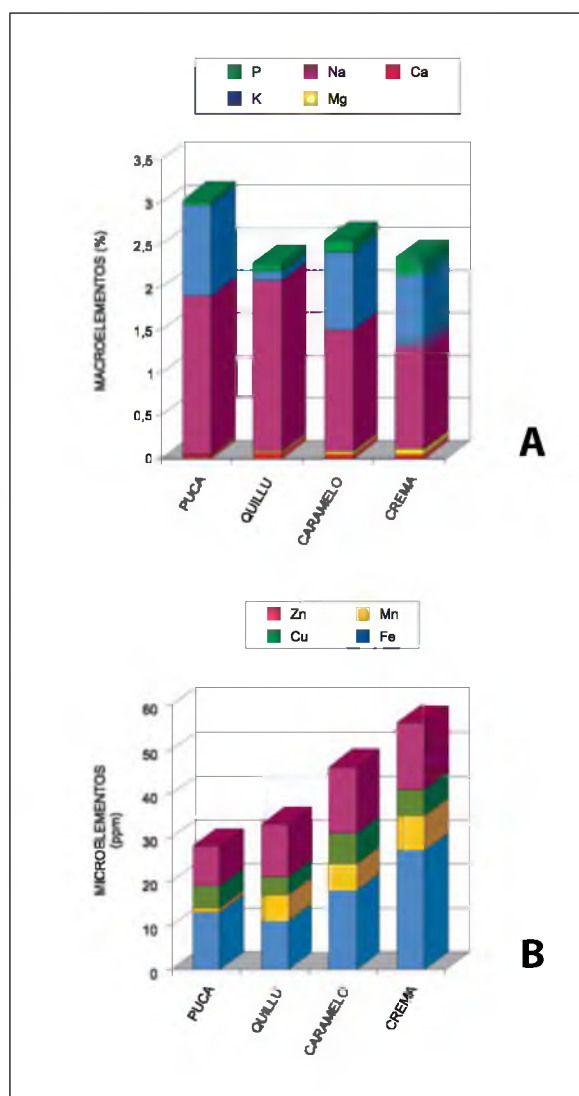 P Na Ca
K Mg
3,5
3
2,5
2
1,5
1
0,5
0
MACROELEMENTOS (%)
PUCA
QUILLU
CARAMELO
CREMA
A
Zn Mn
Cu Fe
60
50
40
30
20
10
0
MICROELEMENTOS
(ppm)
PUCA
QUILLU
CARAMELO
CREMA
B